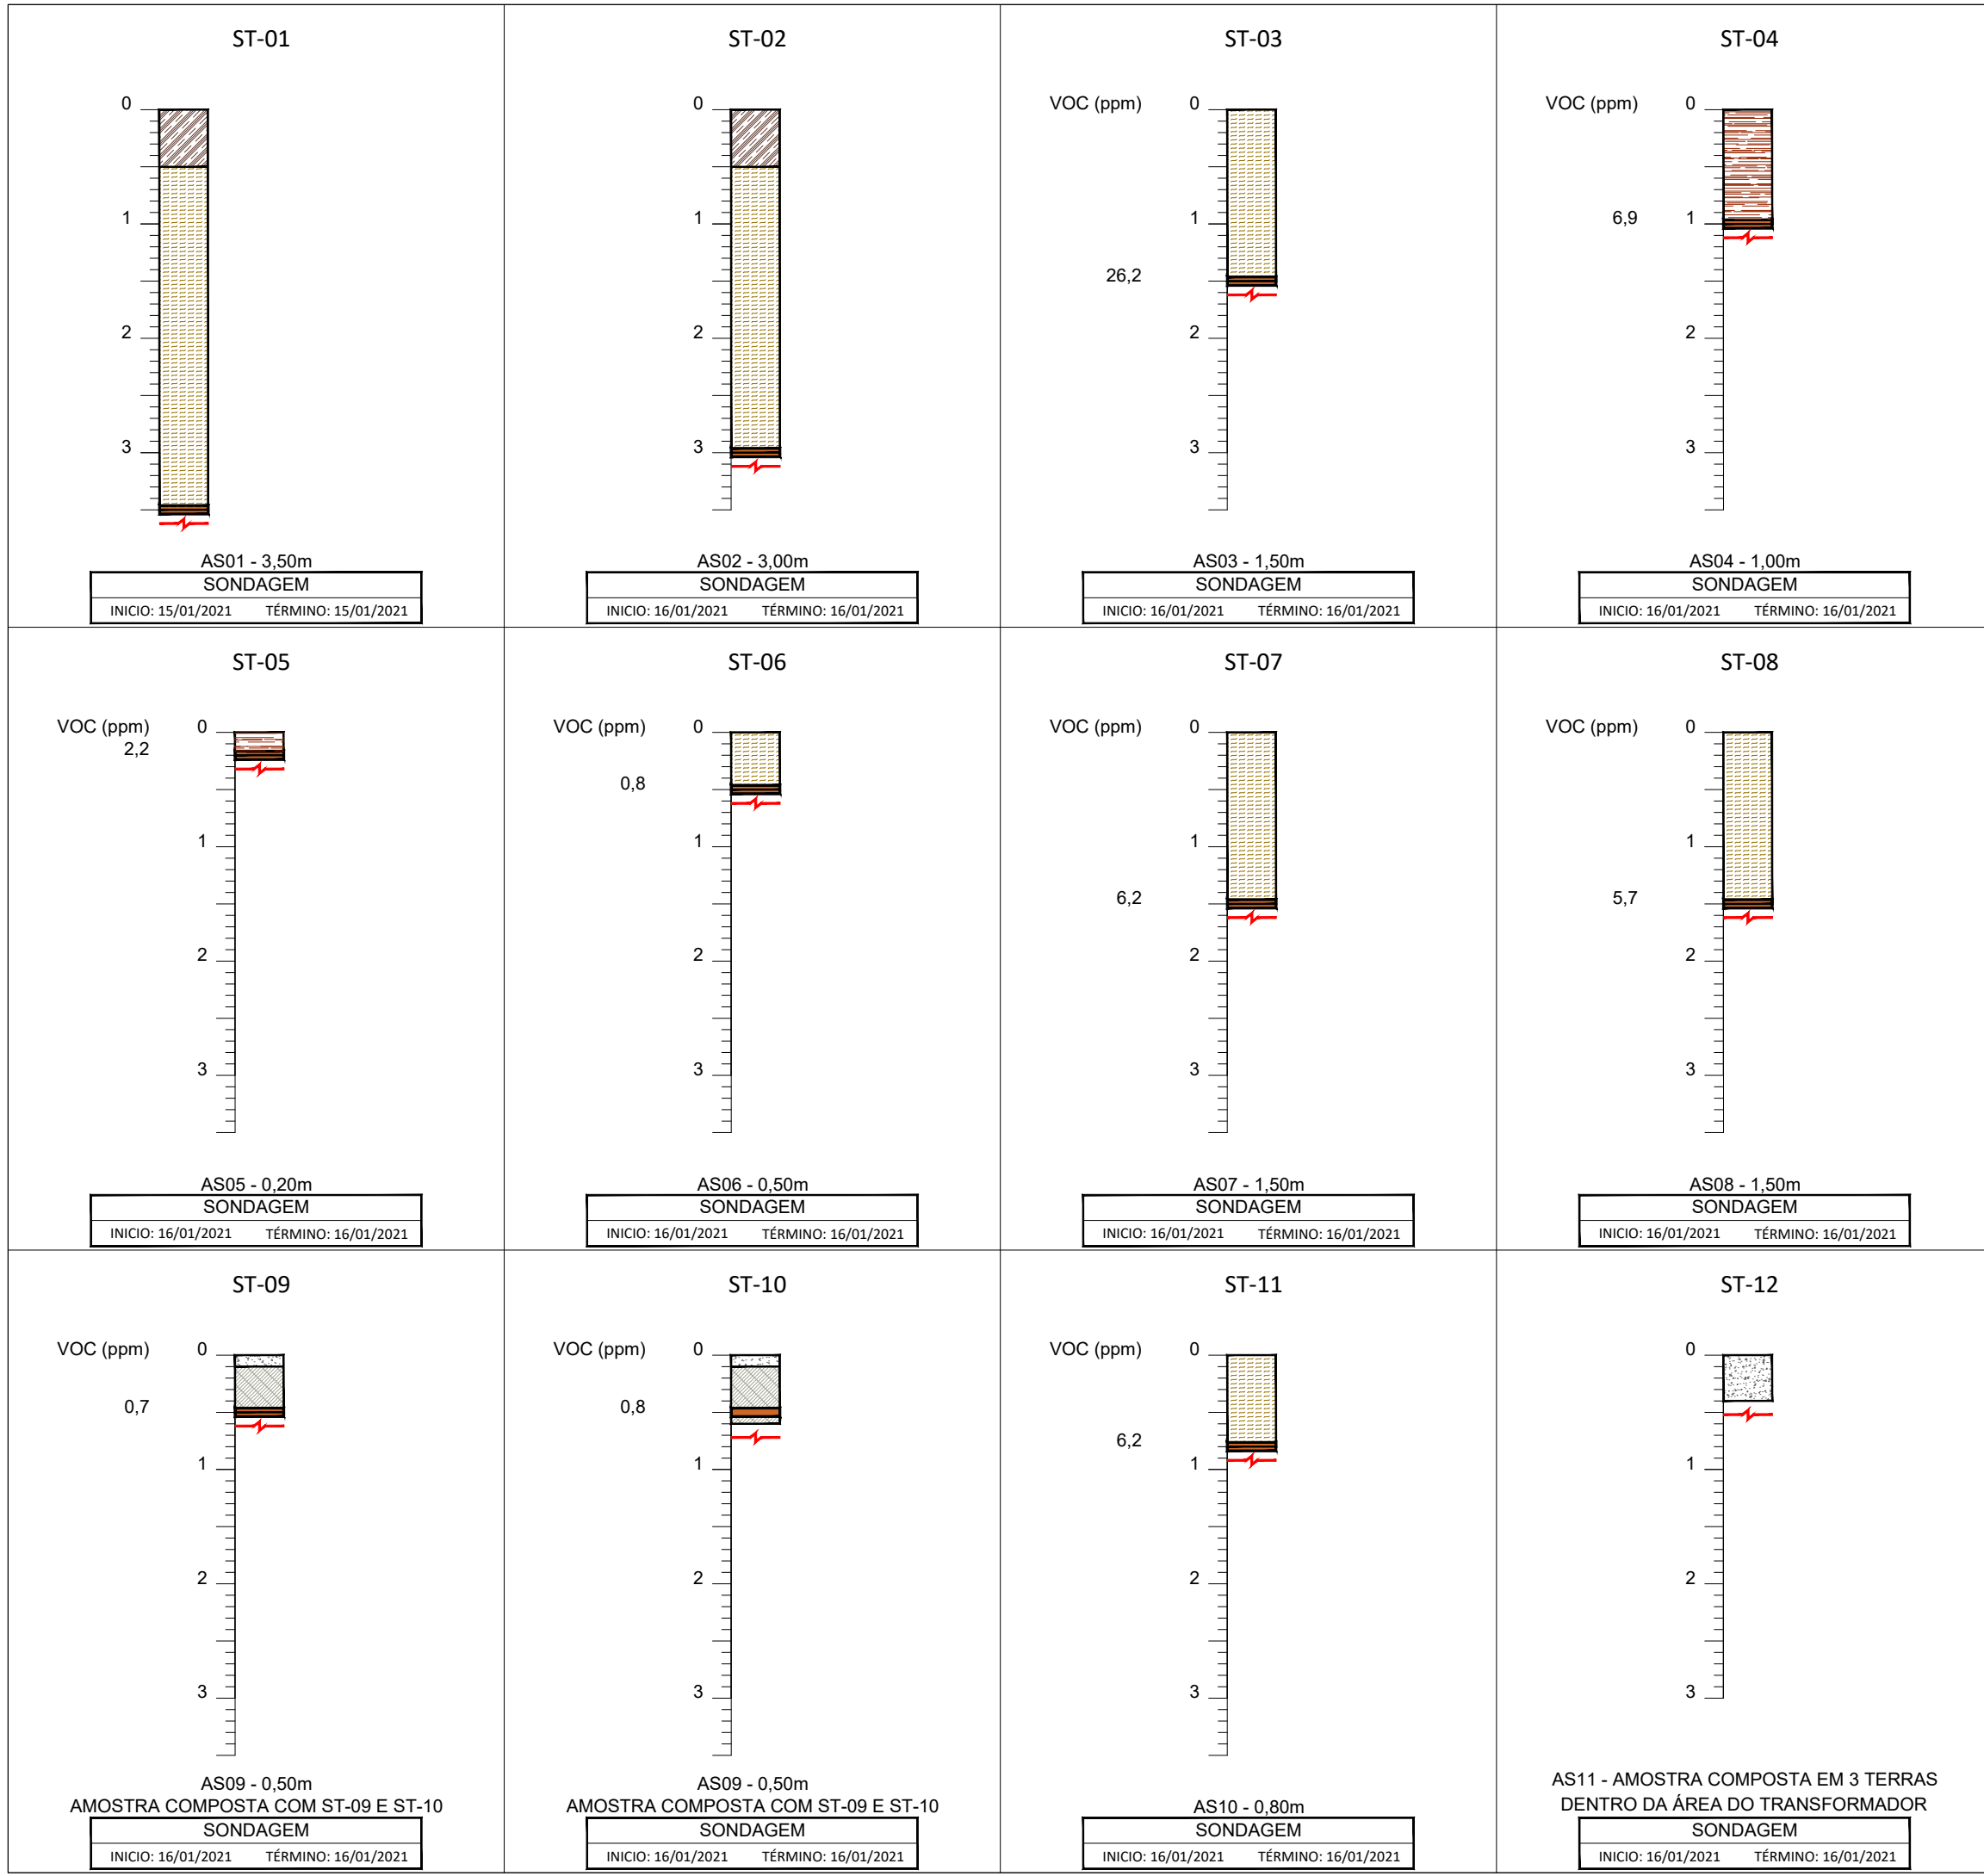 ST-01
0
1
2
3
AS01 - 3,50m
SONDAGEM
INICIO: 15/01/2021 TÉRMINO: 15/01/2021
ST-02
0
1
2
3
AS02 - 3,00m
SONDAGEM
INICIO: 16/01/2021 TÉRMINO: 16/01/2021
ST-03
VOC (ppm) 0
1
26,2
2
3
AS03 - 1,50m
SONDAGEM
INICIO: 16/01/2021 TÉRMINO: 16/01/2021
ST-04
VOC (ppm) 0
6,9 1
2
3
AS04 - 1,00m
SONDAGEM
INICIO: 16/01/2021 TÉRMINO: 16/01/2021
ST-05
VOC (ppm) 0
2,2
1
2
3
AS05 - 0,20m
SONDAGEM
INICIO: 16/01/2021 TÉRMINO: 16/01/2021
ST-06
VOC (ppm) 0
0,8
1
2
3
AS06 - 0,50m
SONDAGEM
INICIO: 16/01/2021 TÉRMINO: 16/01/2021
ST-07
VOC (ppm) 0
1
6,2
2
3
AS07 - 1,50m
SONDAGEM
INICIO: 16/01/2021 TÉRMINO: 16/01/2021
ST-08
VOC (ppm) 0
1
5,7
2
3
AS08 - 1,50m
SONDAGEM
INICIO: 16/01/2021 TÉRMINO: 16/01/2021
ST-09
VOC (ppm) 0
0,7
1
2
3
AS09 - 0,50m
AMOSTRA COMPOSTA COM ST-09 E ST-10
SONDAGEM
INICIO: 16/01/2021 TÉRMINO: 16/01/2021
ST-10
VOC (ppm) 0
0,8
1
2
3
AS09 - 0,50m
AMOSTRA COMPOSTA COM ST-09 E ST-10
SONDAGEM
INICIO: 16/01/2021 TÉRMINO: 16/01/2021
ST-11
VOC (ppm) 0
6,2
1
2
3
AS10 - 0,80m
SONDAGEM
INICIO: 16/01/2021 TÉRMINO: 16/01/2021
ST-12
0
1
2
3
AS11 - AMOSTRA COMPOSTA EM 3 TERRAS
DENTRO DA ÁREA DO TRANSFORMADOR
SONDAGEM
INICIO: 16/01/2021 TÉRMINO: 16/01/2021